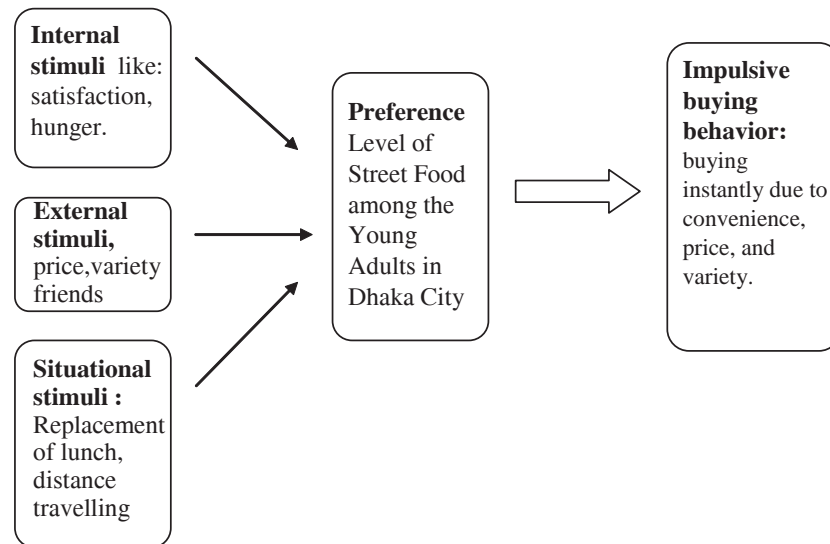 Internal
stimuli like:
satisfaction,
hunger.
External
stimuli,
price,variety
friends
Situational
stimuli :
Replacement
of lunch,
distance
travelling
Preference
Level of
Street Food
among the
Young
Adults in
Dhaka City
Impulsive
buying
behavior:
buying
instantly due to
convenience,
price, and
variety.